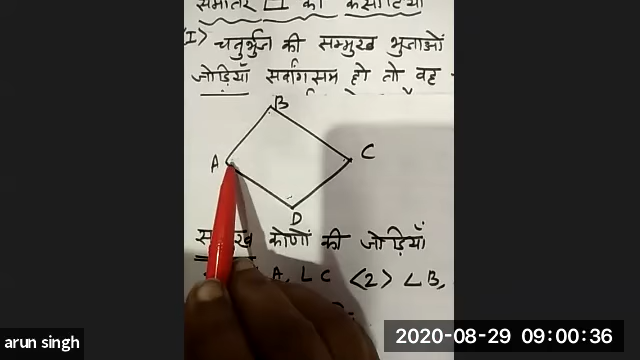 समांतर □ की कसौटियाँ
(I) चतुर्भुज की सम्मुख भुजाओं
जोड़ियाँ सर्वांगसम हो तो वह
B
A
C
D
कोणों की जोड़ियाँ
A, ∠C <2> ∠B,
arun singh
2020-08-29 09:00:36